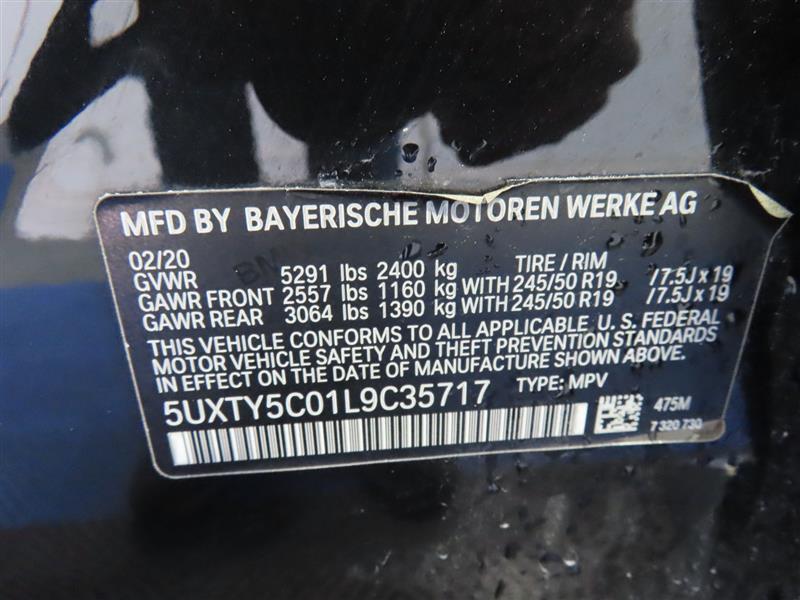 MFD BY BAYERISCHE MOTOREN WERKE AG
02/20 TIRE / RIM
GVWR 5291 lbs 2400 kg
GAWR FRONT 2557 lbs 1160 kg WITH 245/50 R19 /7.5J x 19
GAWR REAR 3064 lbs 1390 kg WITH 245/50 R19 /7.5J x 19
THIS VEHICLE CONFORMS TO ALL APPLICABLE U. S. FEDERAL
MOTOR VEHICLE SAFETY AND THEFT PREVENTION STANDARDS
IN EFFECT ON THE DATE OF MANUFACTURE SHOWN ABOVE.
5UXTY5C01L9C35717 TYPE: MPV
475M
7 320 730